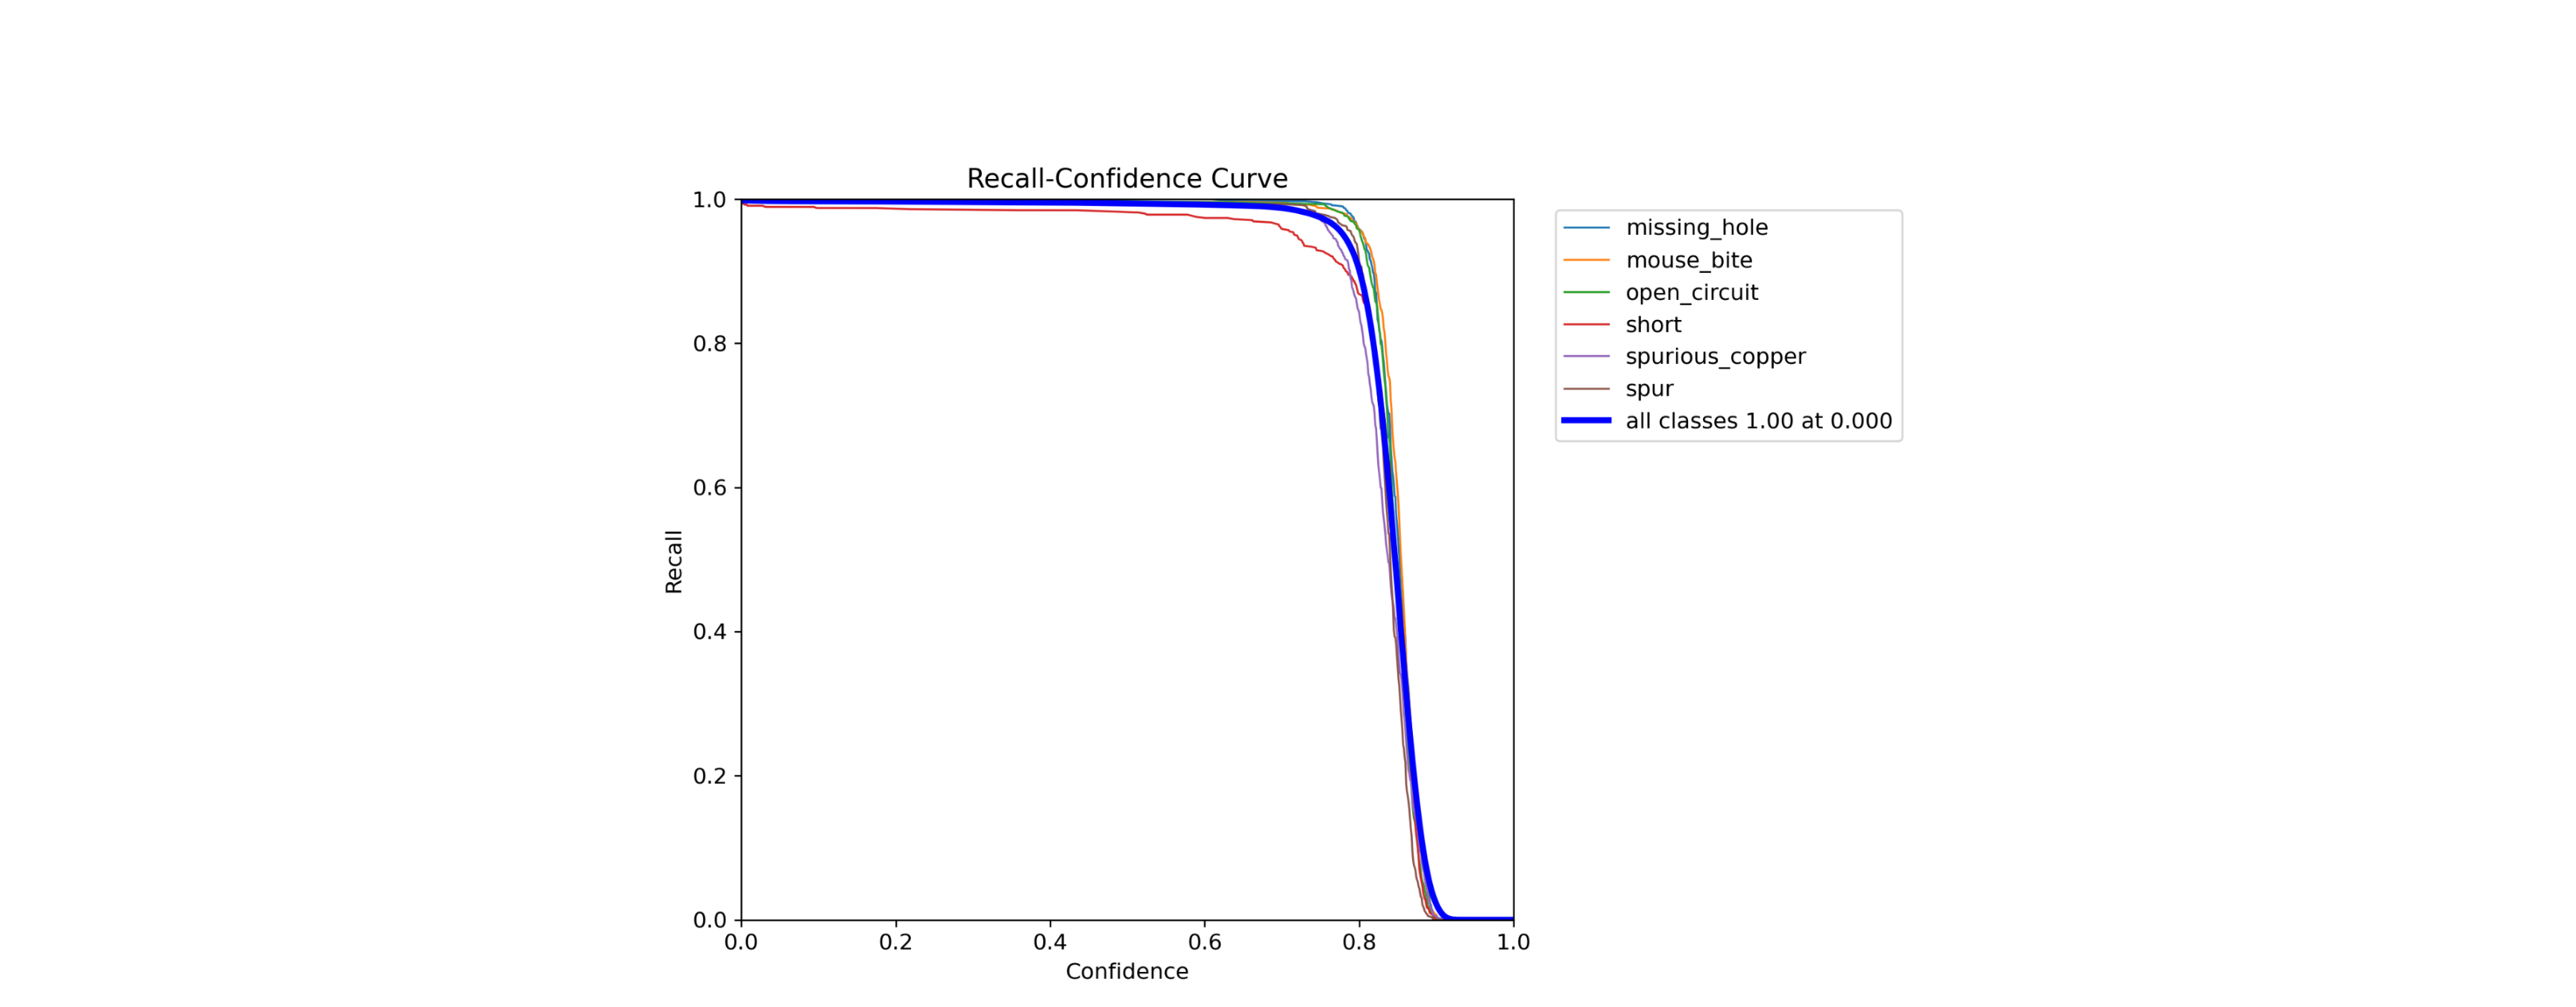 Recall-Confidence Curve
1.0
0.8
0.6
0.4
0.2
0.0
Recall
0.0 0.2 0.4 0.6 0.8 1.0
Confidence
missing_hole
mouse_bite
open_circuit
short
spurious_copper
spur
all classes 1.00 at 0.000